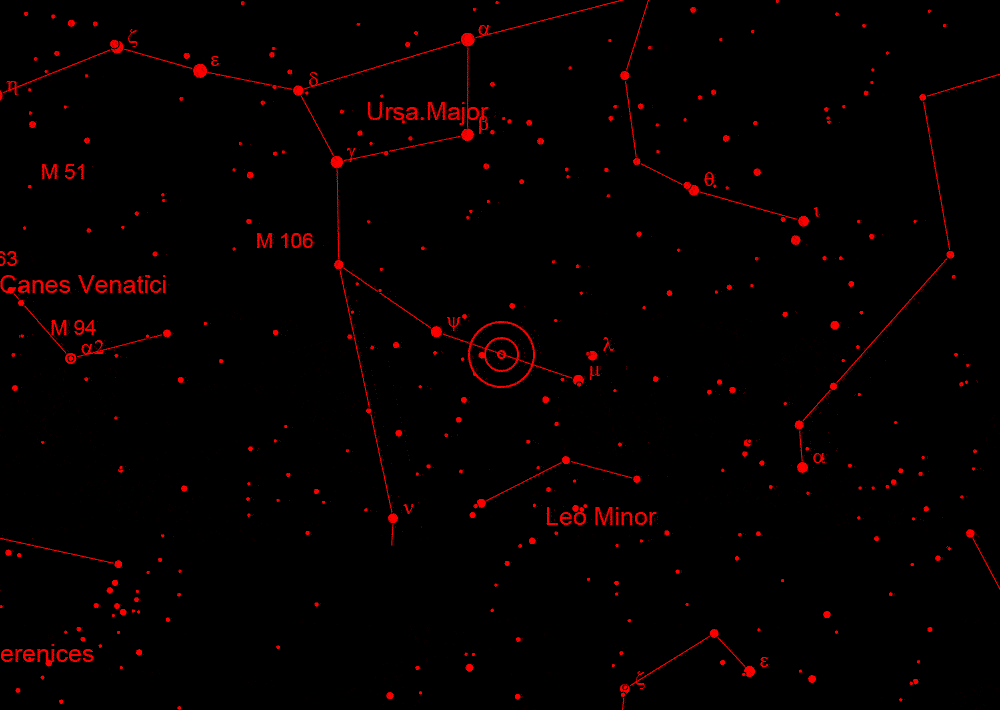 α
ζ
ε
η
δ
Ursa Major
β
γ
M 51
θ
ι
M 106
63
Canes Venatici
ψ
M 94
α2
λ
μ
α
ν
Leo Minor
erenices
ε
ζ